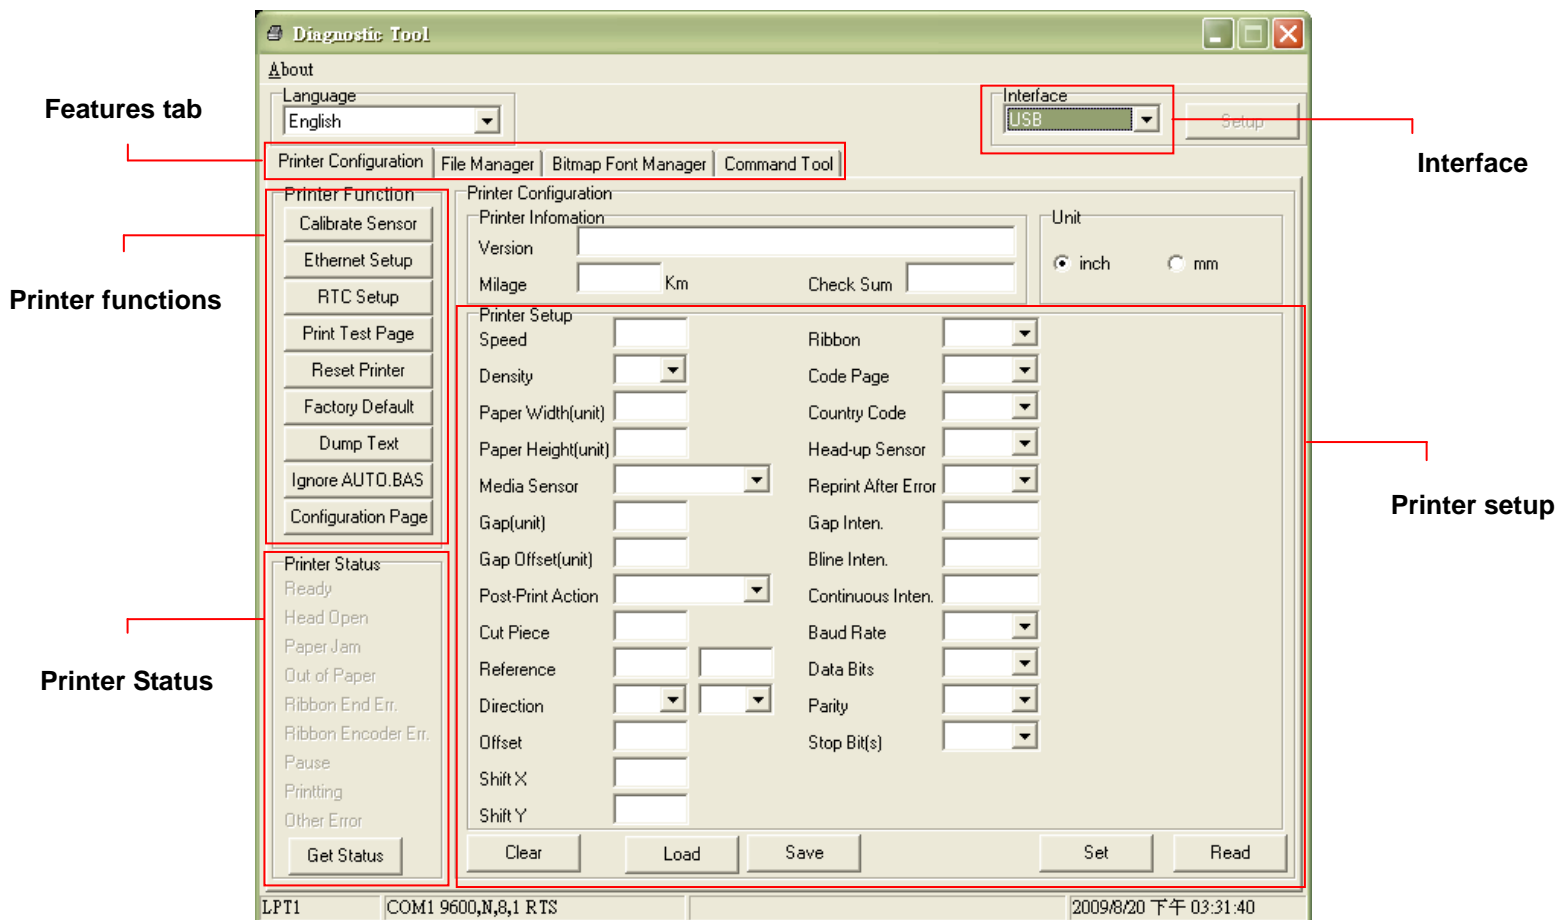 Diagnostic Tool
About
Features tab
Language
English
Interface
USB
Setup
Interface
Printer Configuration
File Manager
Bitmap Font Manager
Command Tool
Printer functions
Printer Function
Calibrate Sensor
Ethernet Setup
RTC Setup
Print Test Page
Reset Printer
Factory Default
Dump Text
Ignore AUTO.BAS
Configuration Page
Printer Status
Printer Status
Ready
Head Open
Paper Jam
Out of Paper
Ribbon End Err.
Ribbon Encoder Err.
Pause
Printting
Other Error
Get Status
Printer Configuration
Printer Infomation
Version
Milage
Km
Check Sum
Unit
inch
mm
Printer setup
Printer Setup
Speed
Density
Paper Width(unit)
Paper Height(unit)
Media Sensor
Gap(unit)
Gap Offset(unit)
Post-Print Action
Cut Piece
Reference
Direction
Offset
Shift X
Shift Y
Ribbon
Code Page
Country Code
Head-up Sensor
Reprint After Error
Gap Inten.
Bline Inten.
Continuous Inten.
Baud Rate
Data Bits
Parity
Stop Bit(s)
Clear
Load
Save
Set
Read
LPT1
COM1 9600,N,8,1 RTS
2009/8/20 下午 03:31:40